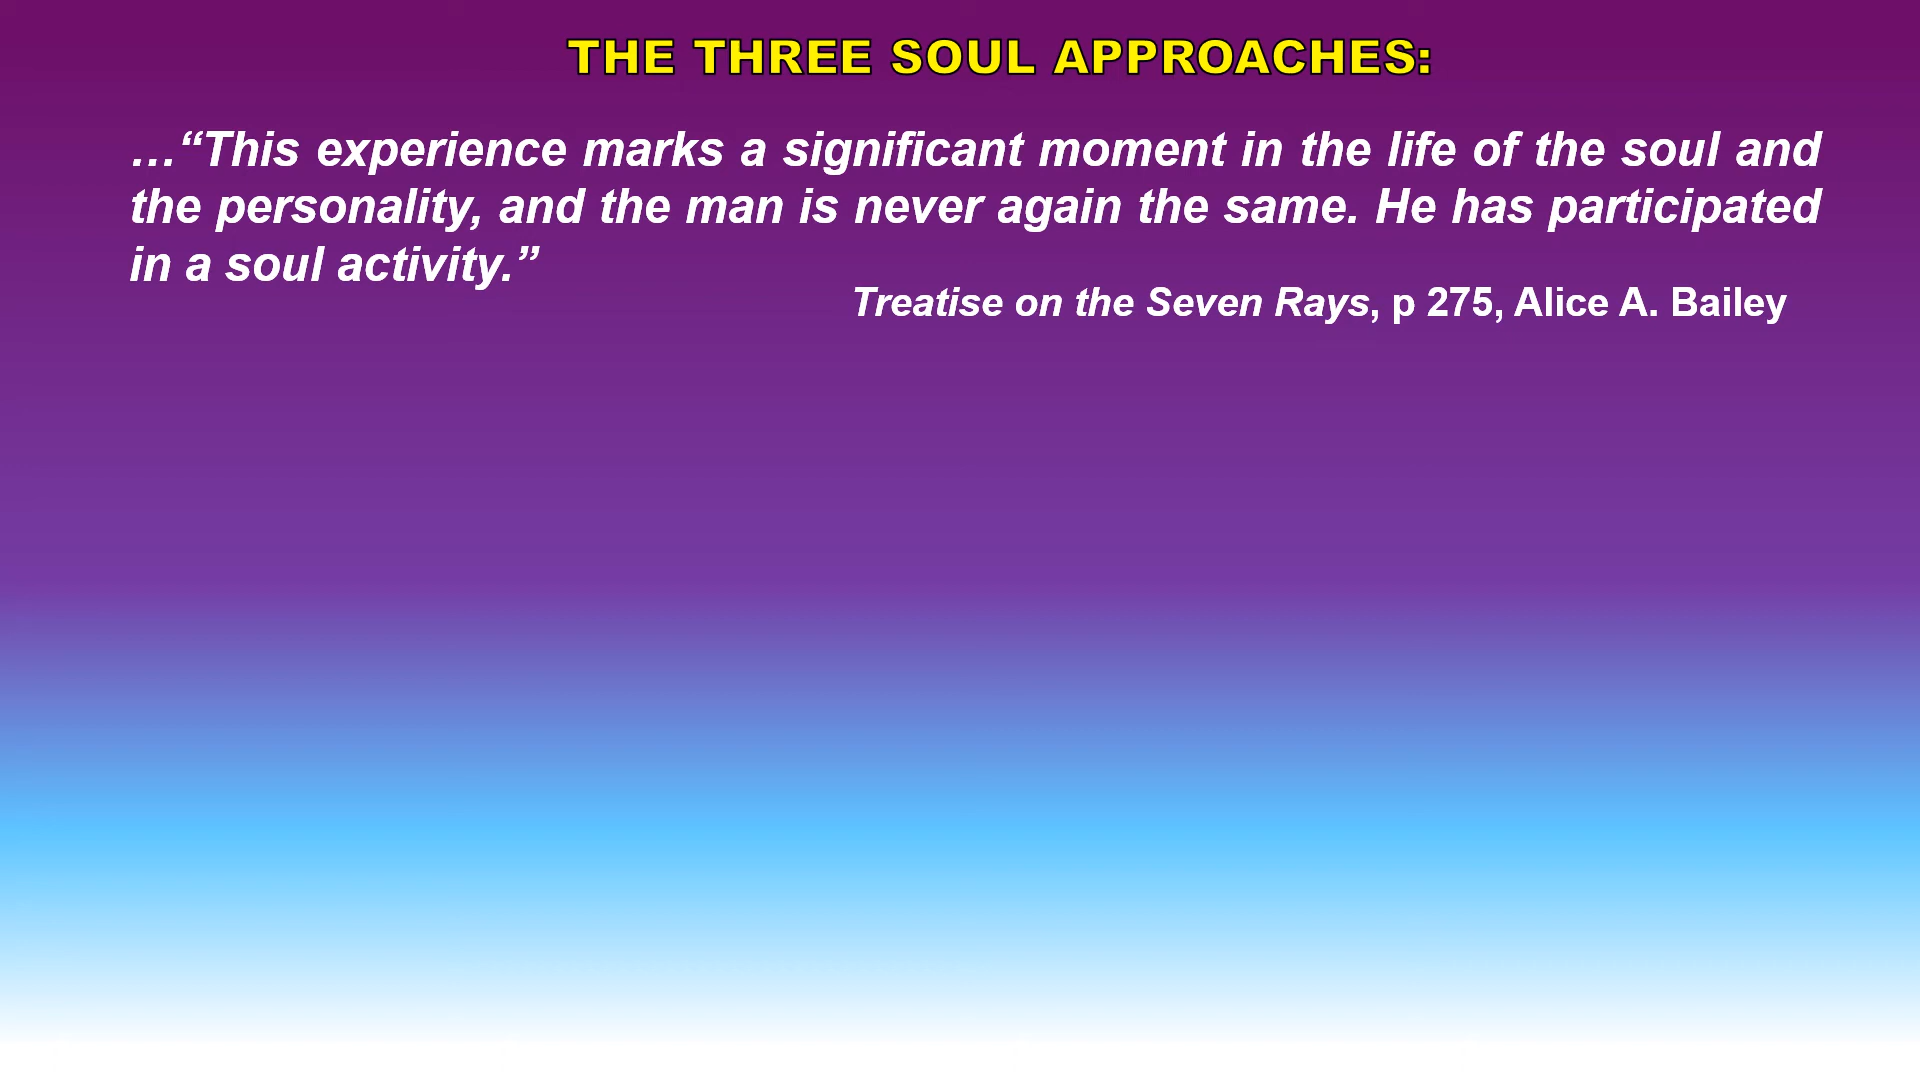 THE THREE SOUL APPROACHES:
…“This experience marks a significant moment in the life of the soul and
the personality, and the man is never again the same. He has participated
in a soul activity.”
Treatise on the Seven Rays, p 275, Alice A. Bailey